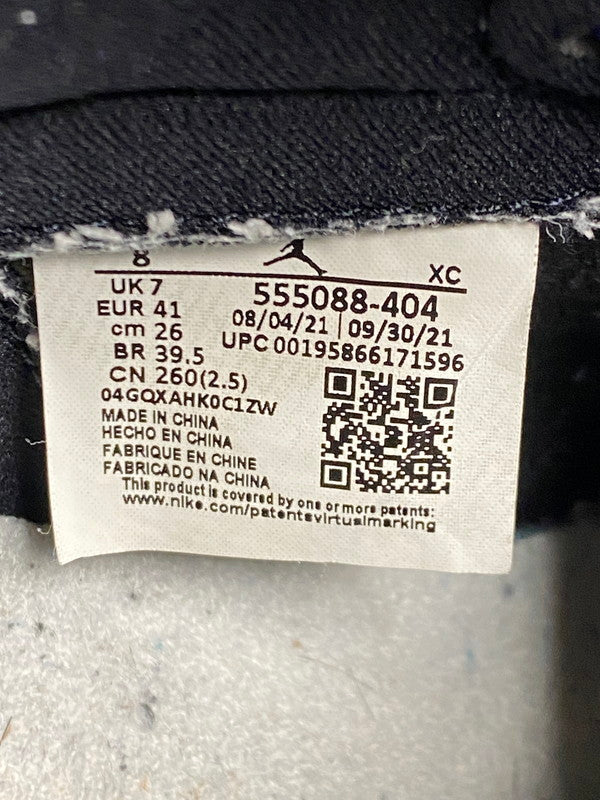 8
XC
UK 7
555088-404
EUR 41
08/04/21 | 09/30/21
cm 26
UPC 00195866171596
BR 39.5
CN 260(2.5)
04GQXAHK0C1ZW
MADE IN CHINA
HECHO EN CHINA
FABRIQUE EN CHINE
FABRICADO NA CHINA
This product is covered by one or more patents:
www.nike.com/patentsvirtualmarking